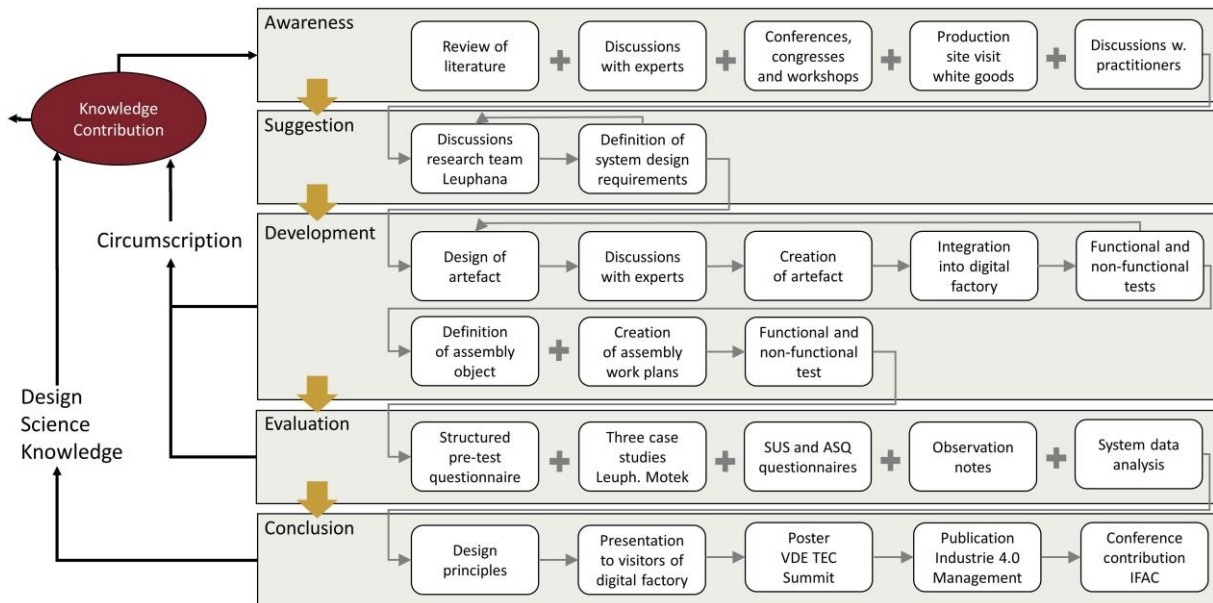 Awareness
Review of
literature
Discussions
with experts
Conferences,
congresses
and workshops
Production
site visit
white goods
Discussions w.
practitioners
Knowledge
Contribution
Suggestion
Discussions
research team
Leuphana
Definition of
system design
requirements
Circumscription
Development
Design of
artefact
Discussions
with experts
Creation
of artefact
Integration
into digital
factory
Functional and
non-functional
tests
Definition
of assembly
object
Creation
of assembly
work plans
Functional and
non-functional
test
Design
Science
Knowledge
Evaluation
Structured
pre-test
questionnaire
Three case
studies
Leuph. Motek
SUS and ASQ
questionnaires
Observation
notes
System data
analysis
Conclusion
Design
principles
Presentation
to visitors of
digital factory
Poster
VDE TEC
Summit
Publication
Industrie 4.0
Management
Conference
contribution
IFAC